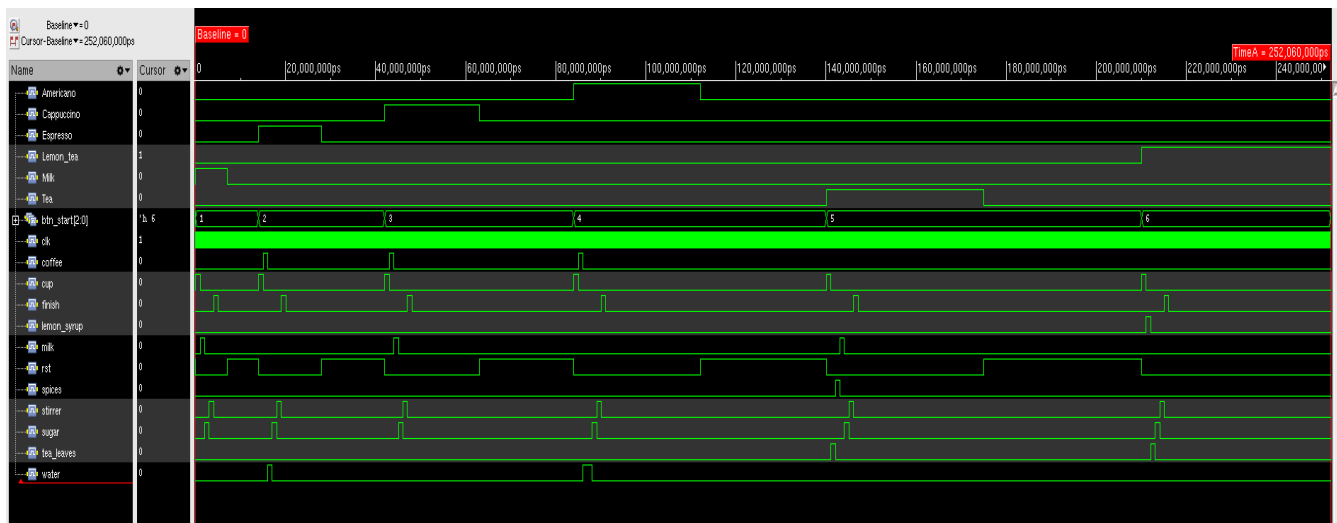 Baseline▼=0
Cursor-Baseline▼=252,060,000ps
Baseline = 0
TimeA = 252,060,000ps
Name Cursor 0 20,000,000ps 40,000,000ps 60,000,000ps 80,000,000ps 100,000,000ps 120,000,000ps 140,000,000ps 160,000,000ps 180,000,000ps 200,000,000ps 220,000,000ps 240,000,00
Americano 0
Cappuccino 0
Espresso 0
Lemon_tea 1
Milk 0
Tea 0
btn_start[2:0] 'h 6 1 2 3 4 5 6
clk 1
coffee 0
cup 0
finish 0
lemon_syrup 0
milk 0
rst 0
spices 0
stirrer 0
sugar 0
tea_leaves 0
water 0